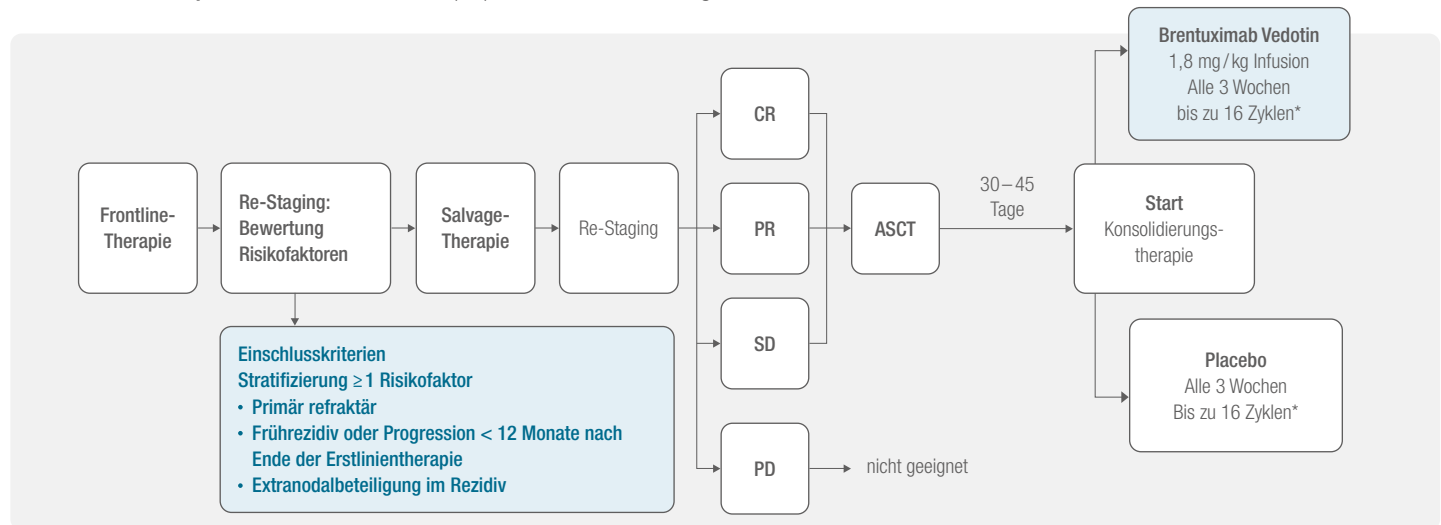 Frontline-
Therapie
Re-Staging:
Bewertung
Risikofaktoren
Salvage-
Therapie
Re-Staging
CR
PR
SD
PD
nicht geeignet
ASCT
30–45
Tage
Start
Konsolidierungs-
therapie
Brentuximab Vedotin
1,8 mg/kg Infusion
Alle 3 Wochen
bis zu 16 Zyklen*
Placebo
Alle 3 Wochen
Bis zu 16 Zyklen*
Einschlusskriterien
Stratifizierung ≥1 Risikofaktor
• Primär refraktär
• Frührezidiv oder Progression < 12 Monate nach
Ende der Erstlinientherapie
• Extranodalbeteiligung im Rezidiv